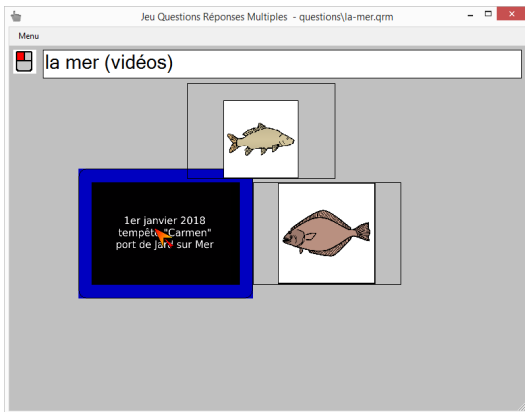 Jeu Questions Réponses Multiples - questions\la-mer.qrm
Menu
la mer (vidéos)
1er janvier 2018
tempête "Carmen"
port de Jard sur Mer